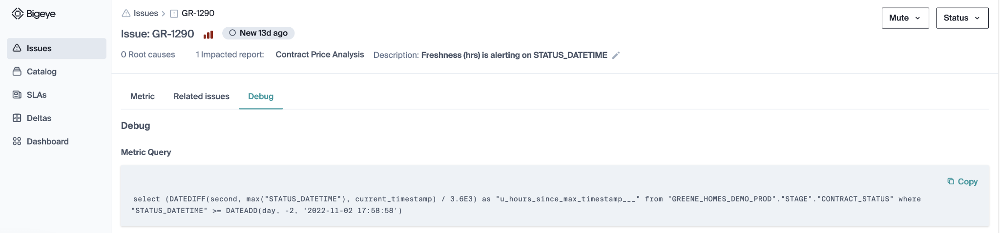 Bigeye
Issues
Catalog
SLAs
Deltas
Dashboard
Issues > GR-1290
Mute
Status
Issue: GR-1290 New 13d ago
0 Root causes 1 Impacted report: Contract Price Analysis Description: Freshness (hrs) is alerting on STATUS_DATETIME
Metric Related issues Debug
Debug
Metric Query
Copy
select (DATEDIFF(second, max("STATUS_DATETIME"), current_timestamp) / 3.6E3) as "u_hours_since_max_timestamp___" from "GREENE_HOMES_DEMO_PROD"."STAGE"."CONTRACT_STATUS" where
"STATUS_DATETIME" >= DATEADD(day, -2, '2022-11-02 17:58:58')